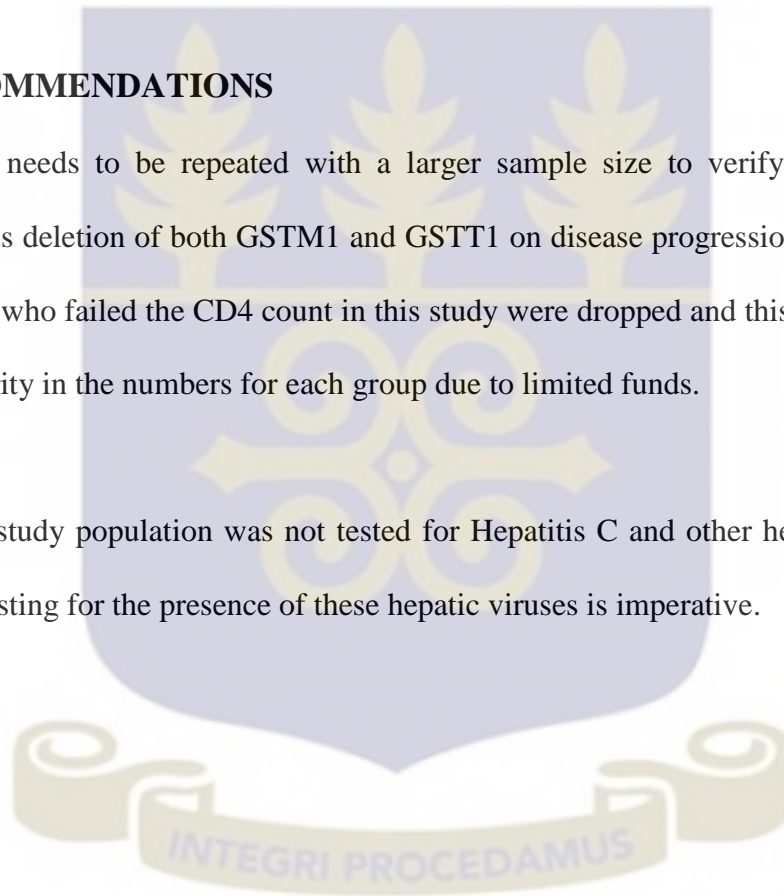 OMMENDATIONS
needs to be repeated with a larger sample size to verify
s deletion of both GSTM1 and GSTT1 on disease progressio
who failed the CD4 count in this study were dropped and this
ity in the numbers for each group due to limited funds.
study population was not tested for Hepatitis C and other he
sting for the presence of these hepatic viruses is imperative.
INTEGRI PROCEDAMUS